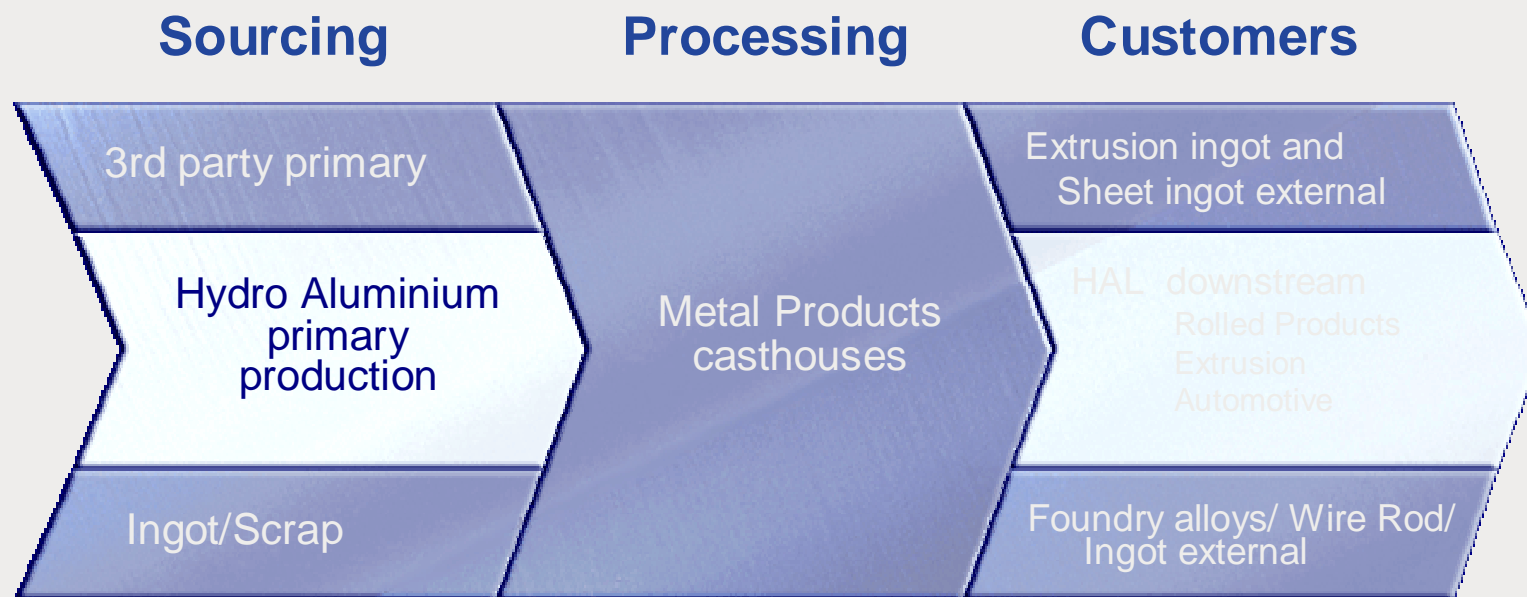 Sourcing
Processing
Customers
3rd party primary
Hydro Aluminium
primary
production
Ingot/Scrap
Metal Products
casthouses
Extrusion ingot and
Sheet ingot external
HAL downstream
Rolled Products
Extrusion
Automotive
Foundry alloys/ Wire Rod/
Ingot external